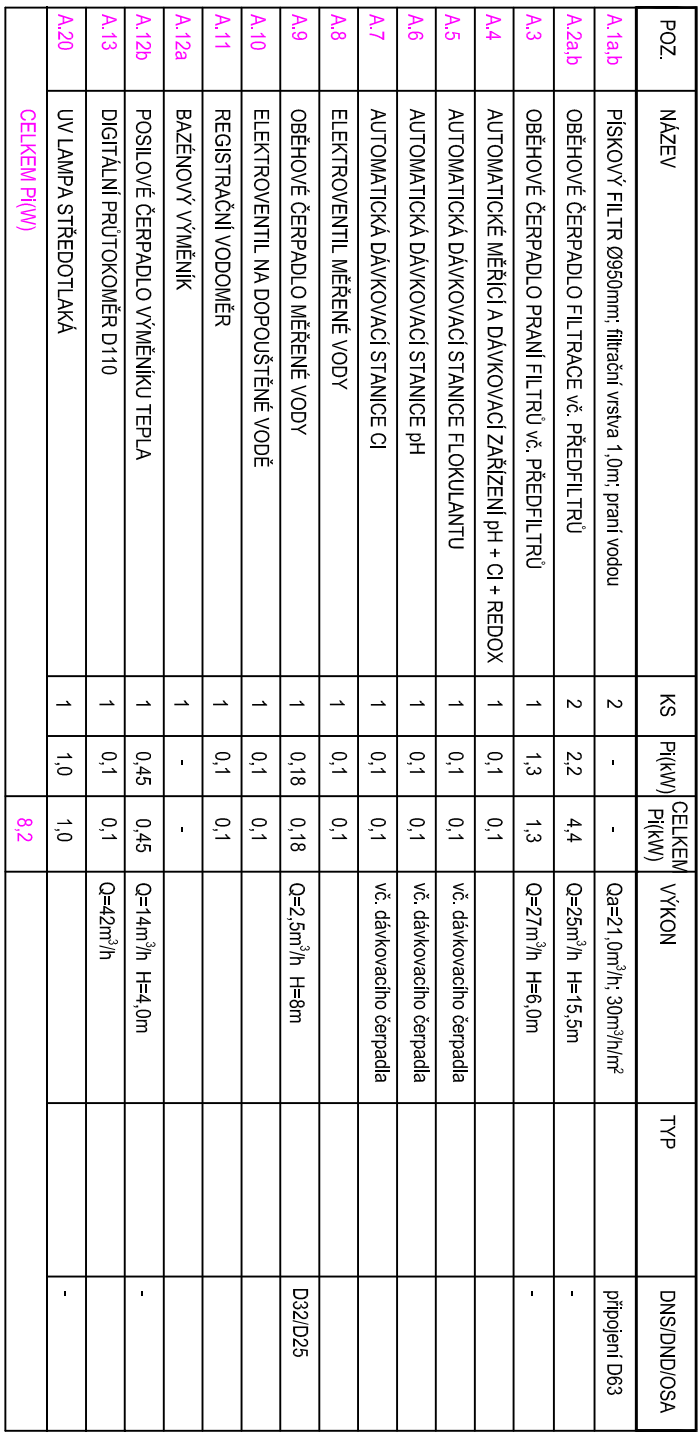 POZ. NÁZEV KS Pi(kW) CELKEM Pi(kW) VÝKON TYP DNS/DND/OSA
A.1a,b PÍSKOVÝ FILTR Ø950mm; filtrační vrstva 1,0m; praní vodou 2 - - Qa=21,0m³/h; 30m³/h/m² připojení D63
A.2a,b OBĚHOVÉ ČERPADLO FILTRACE vč. PŘEDFILTRŮ 2 2,2 4,4 Q=25m³/h H=15,5m -
A.3 OBĚHOVÉ ČERPADLO PRANÍ FILTRŮ vč. PŘEDFILTRŮ 1 1,3 1,3 Q=27m³/h H=6,0m -
A.4 AUTOMATICKÉ MĚŘÍCÍ A DÁVKOVACÍ ZAŘÍZENÍ pH + Cl + REDOX 1 0,1 0,1
A.5 AUTOMATICKÁ DÁVKOVACÍ STANICE FLOKULANTU 1 0,1 0,1 vč. dávkovacího čerpadla
A.6 AUTOMATICKÁ DÁVKOVACÍ STANICE pH 1 0,1 0,1 vč. dávkovacího čerpadla
A.7 AUTOMATICKÁ DÁVKOVACÍ STANICE Cl 1 0,1 0,1 vč. dávkovacího čerpadla
A.8 ELEKTROVENTIL MĚŘENÉ VODY 1 0,1 0,1
A.9 OBĚHOVÉ ČERPADLO MĚŘENÉ VODY 1 0,18 0,18 Q=2,5m³/h H=8m D32/D25
A.10 ELEKTROVENTIL NA DOPOUŠTĚNÉ VODĚ 1 0,1 0,1
A.11 REGISTRAČNÍ VODOMĚR 1 0,1 0,1
A.12a BAZÉNOVÝ VÝMĚNÍK 1 - -
A.12b POSILOVÉ ČERPADLO VÝMĚNÍKU TEPLA 1 0,45 0,45 Q=14m³/h H=4,0m -
A.13 DIGITÁLNÍ PRŮTOKOMĚR D110 1 0,1 0,1 Q=42m³/h
A.20 UV LAMPA STŘEDOTLAKÁ 1 1,0 1,0 -
CELKEM Pi(W) 8,2